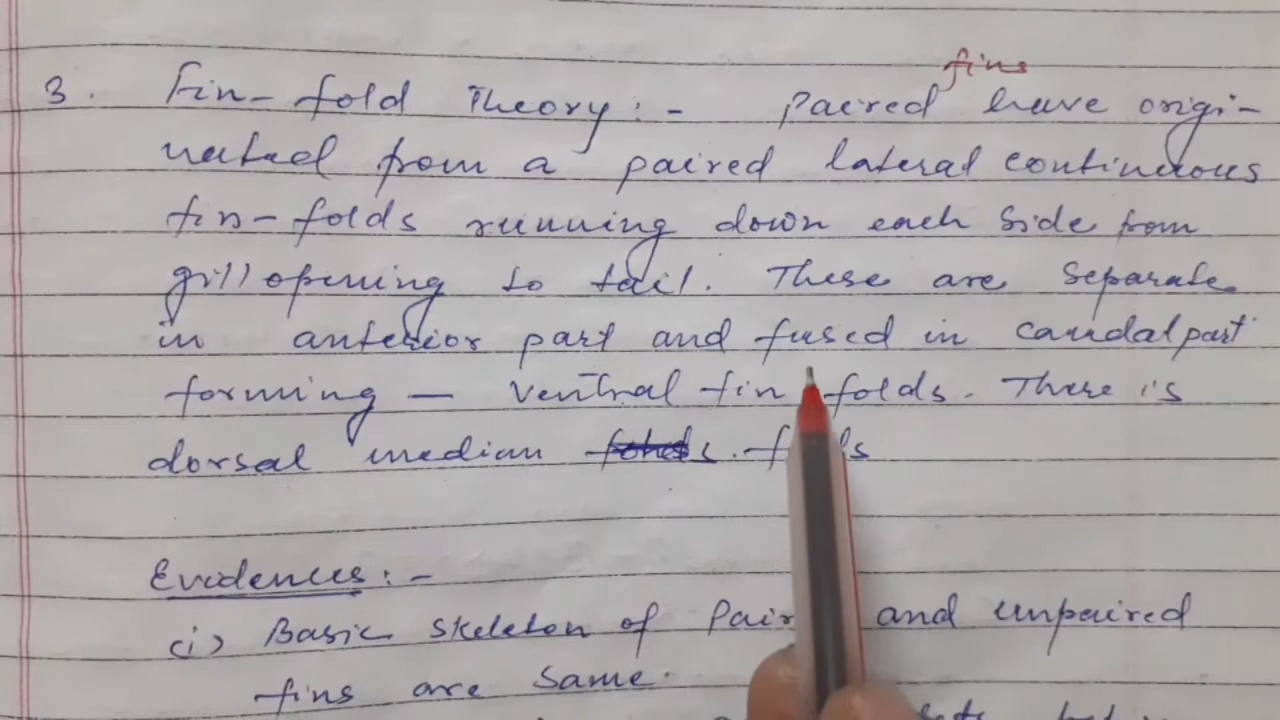 fins
3. Fin-fold Theory:- Paired have origi-
nated from a paired lateral continuous
fin-folds running down each side from
gill opening to tail. These are separate
in anterior part and fused in caudal part
forming — Ventral fin folds. There is
dorsal median
Evidences:-
(i) Basic skeleton of Pair and unpaired
fins are same.